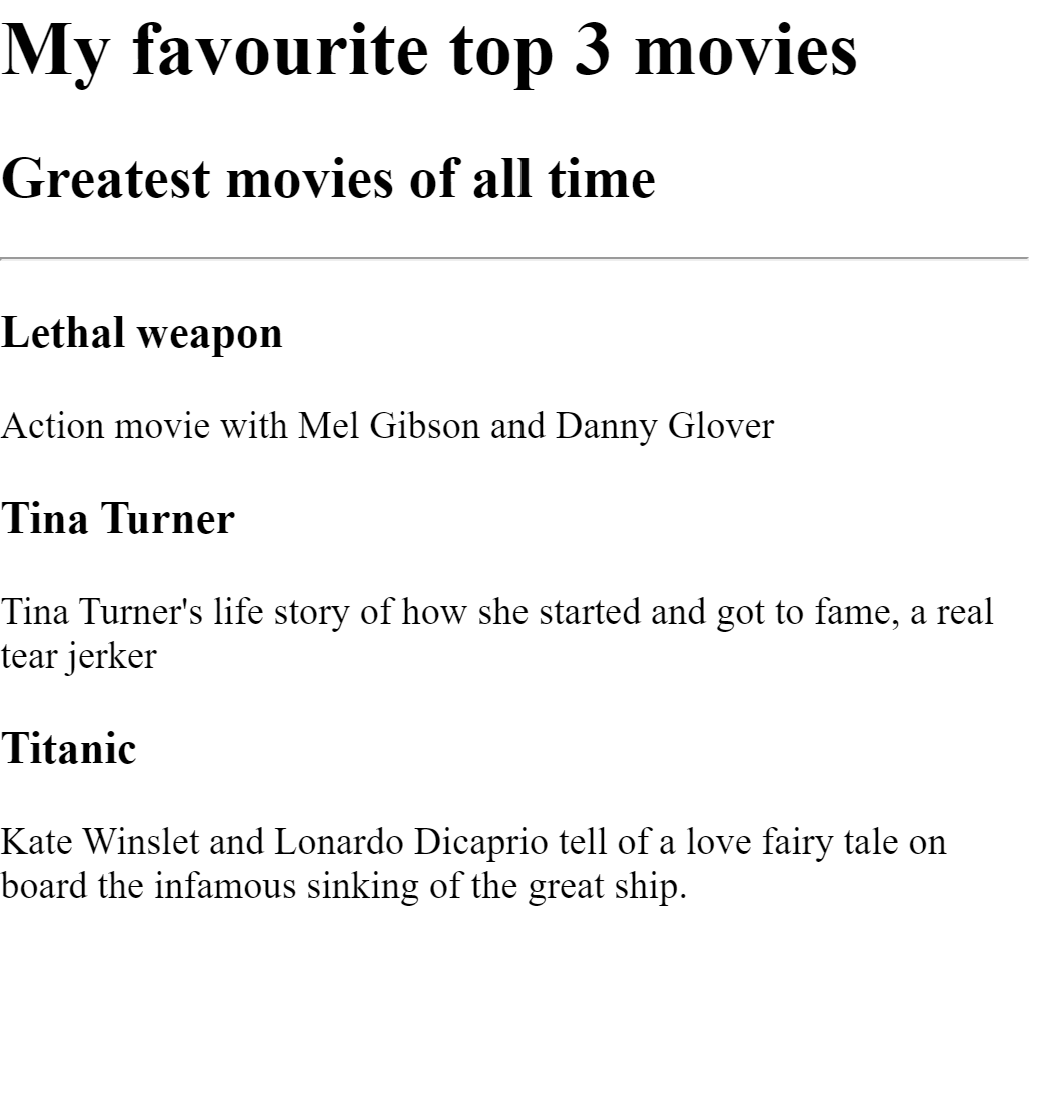 My favourite top 3 movies
Greatest movies of all time
Lethal weapon
Action movie with Mel Gibson and Danny Glover
Tina Turner
Tina Turner's life story of how she started and got to fame, a real
tear jerker
Titanic
Kate Winslet and Lonardo Dicaprio tell of a love fairy tale on
board the infamous sinking of the great ship.